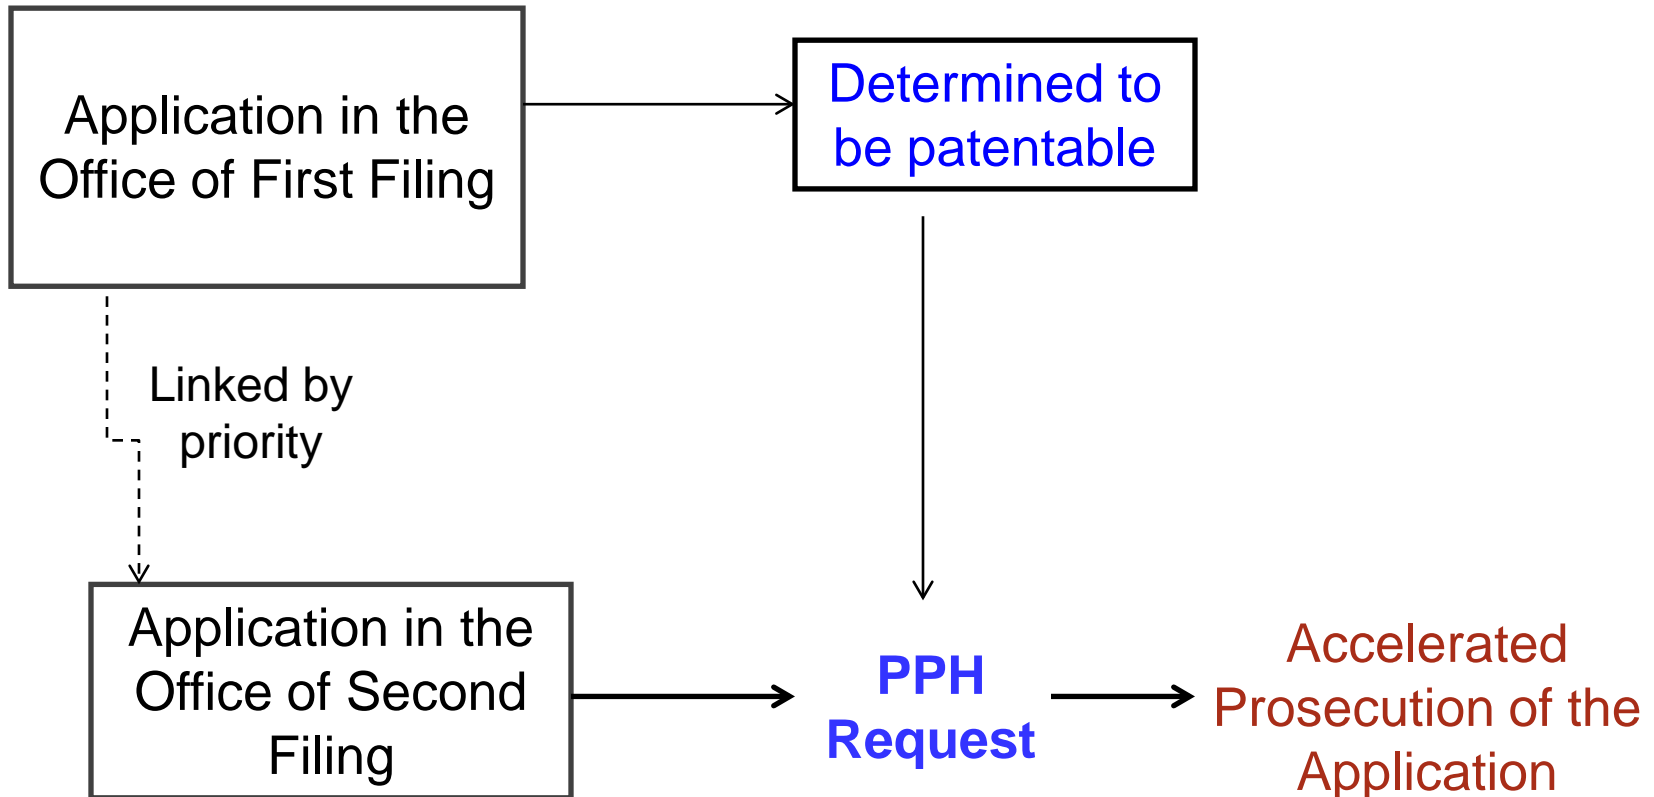 Application in the
Office of First Filing
Determined to
be patentable
Linked by
priority
Application in the
Office of Second
Filing
PPH
Request
Accelerated
Prosecution of the
Application